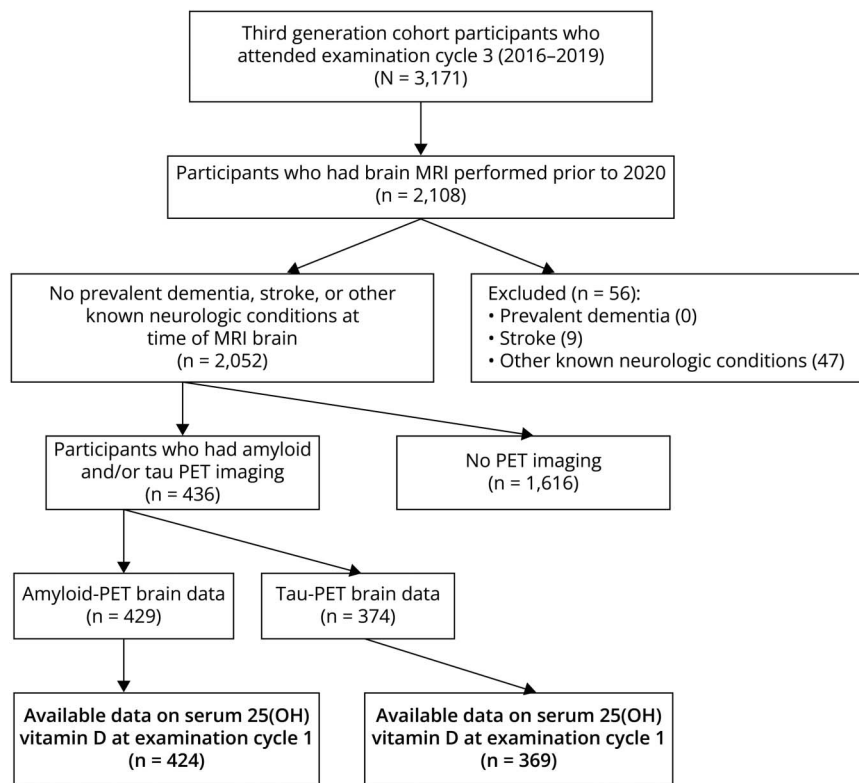 Third generation cohort participants who
attended examination cycle 3 (2016–2019)
(N = 3,171)
Participants who had brain MRI performed prior to 2020
(n = 2,108)
No prevalent dementia, stroke, or other
known neurologic conditions at
time of MRI brain
(n = 2,052)
Excluded (n = 56):
• Prevalent dementia (0)
• Stroke (9)
• Other known neurologic conditions (47)
Participants who had amyloid
and/or tau PET imaging
(n = 436)
No PET imaging
(n = 1,616)
Amyloid-PET brain data
(n = 429)
Tau-PET brain data
(n = 374)
Available data on serum 25(OH)
vitamin D at examination cycle 1
(n = 424)
Available data on serum 25(OH)
vitamin D at examination cycle 1
(n = 369)